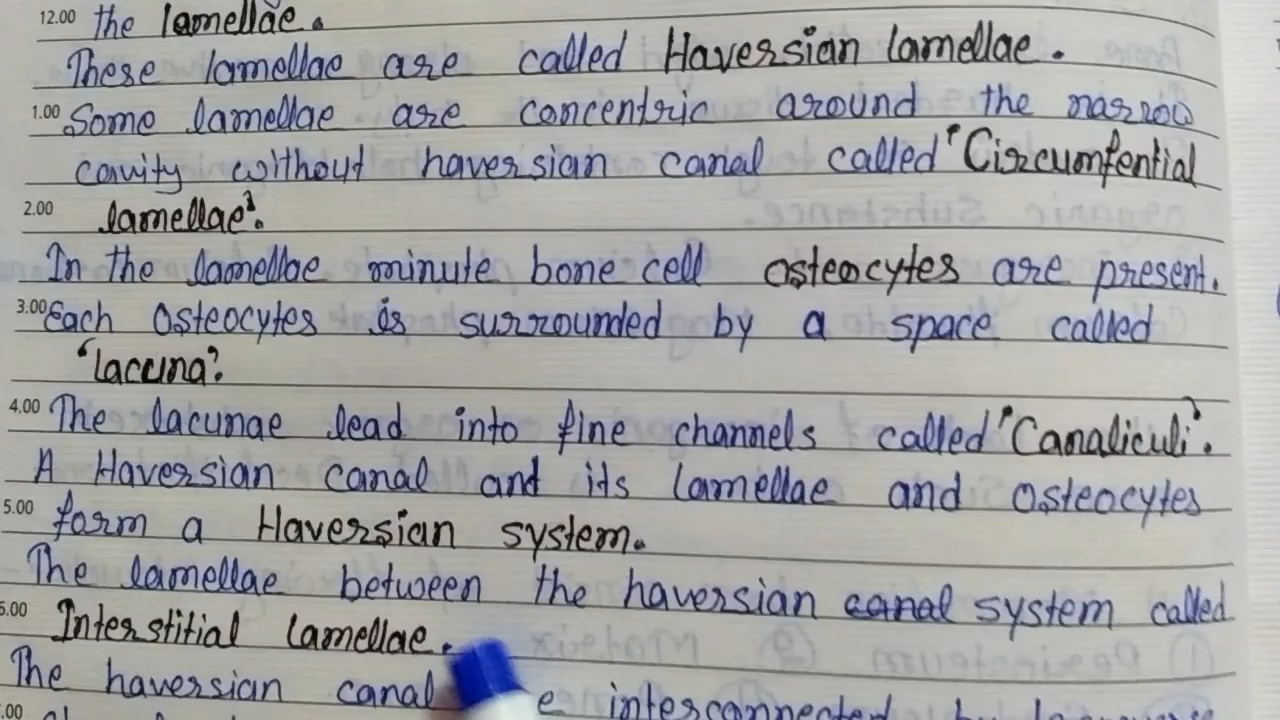 12.00 the lamellae.
These lamellae are called Haversian lamellae.
1.00 Some lamellae are concentric around the narrow
cavity without haversian canal called 'Circumfential
2.00 lamellae'.
In the lamellae minute bone cell osteocytes are present.
3.00 Each Osteocytes is surrounded by a space called
'lacuna'.
4.00 The lacunae lead into fine channels called 'Canaliculi'.
A Haversian canal and its lamellae and osteocytes
5.00 form a Haversian system.
The lamellae between the haversian canal system called
6.00 Interstitial lamellae.
The haversian canal e interconnected by